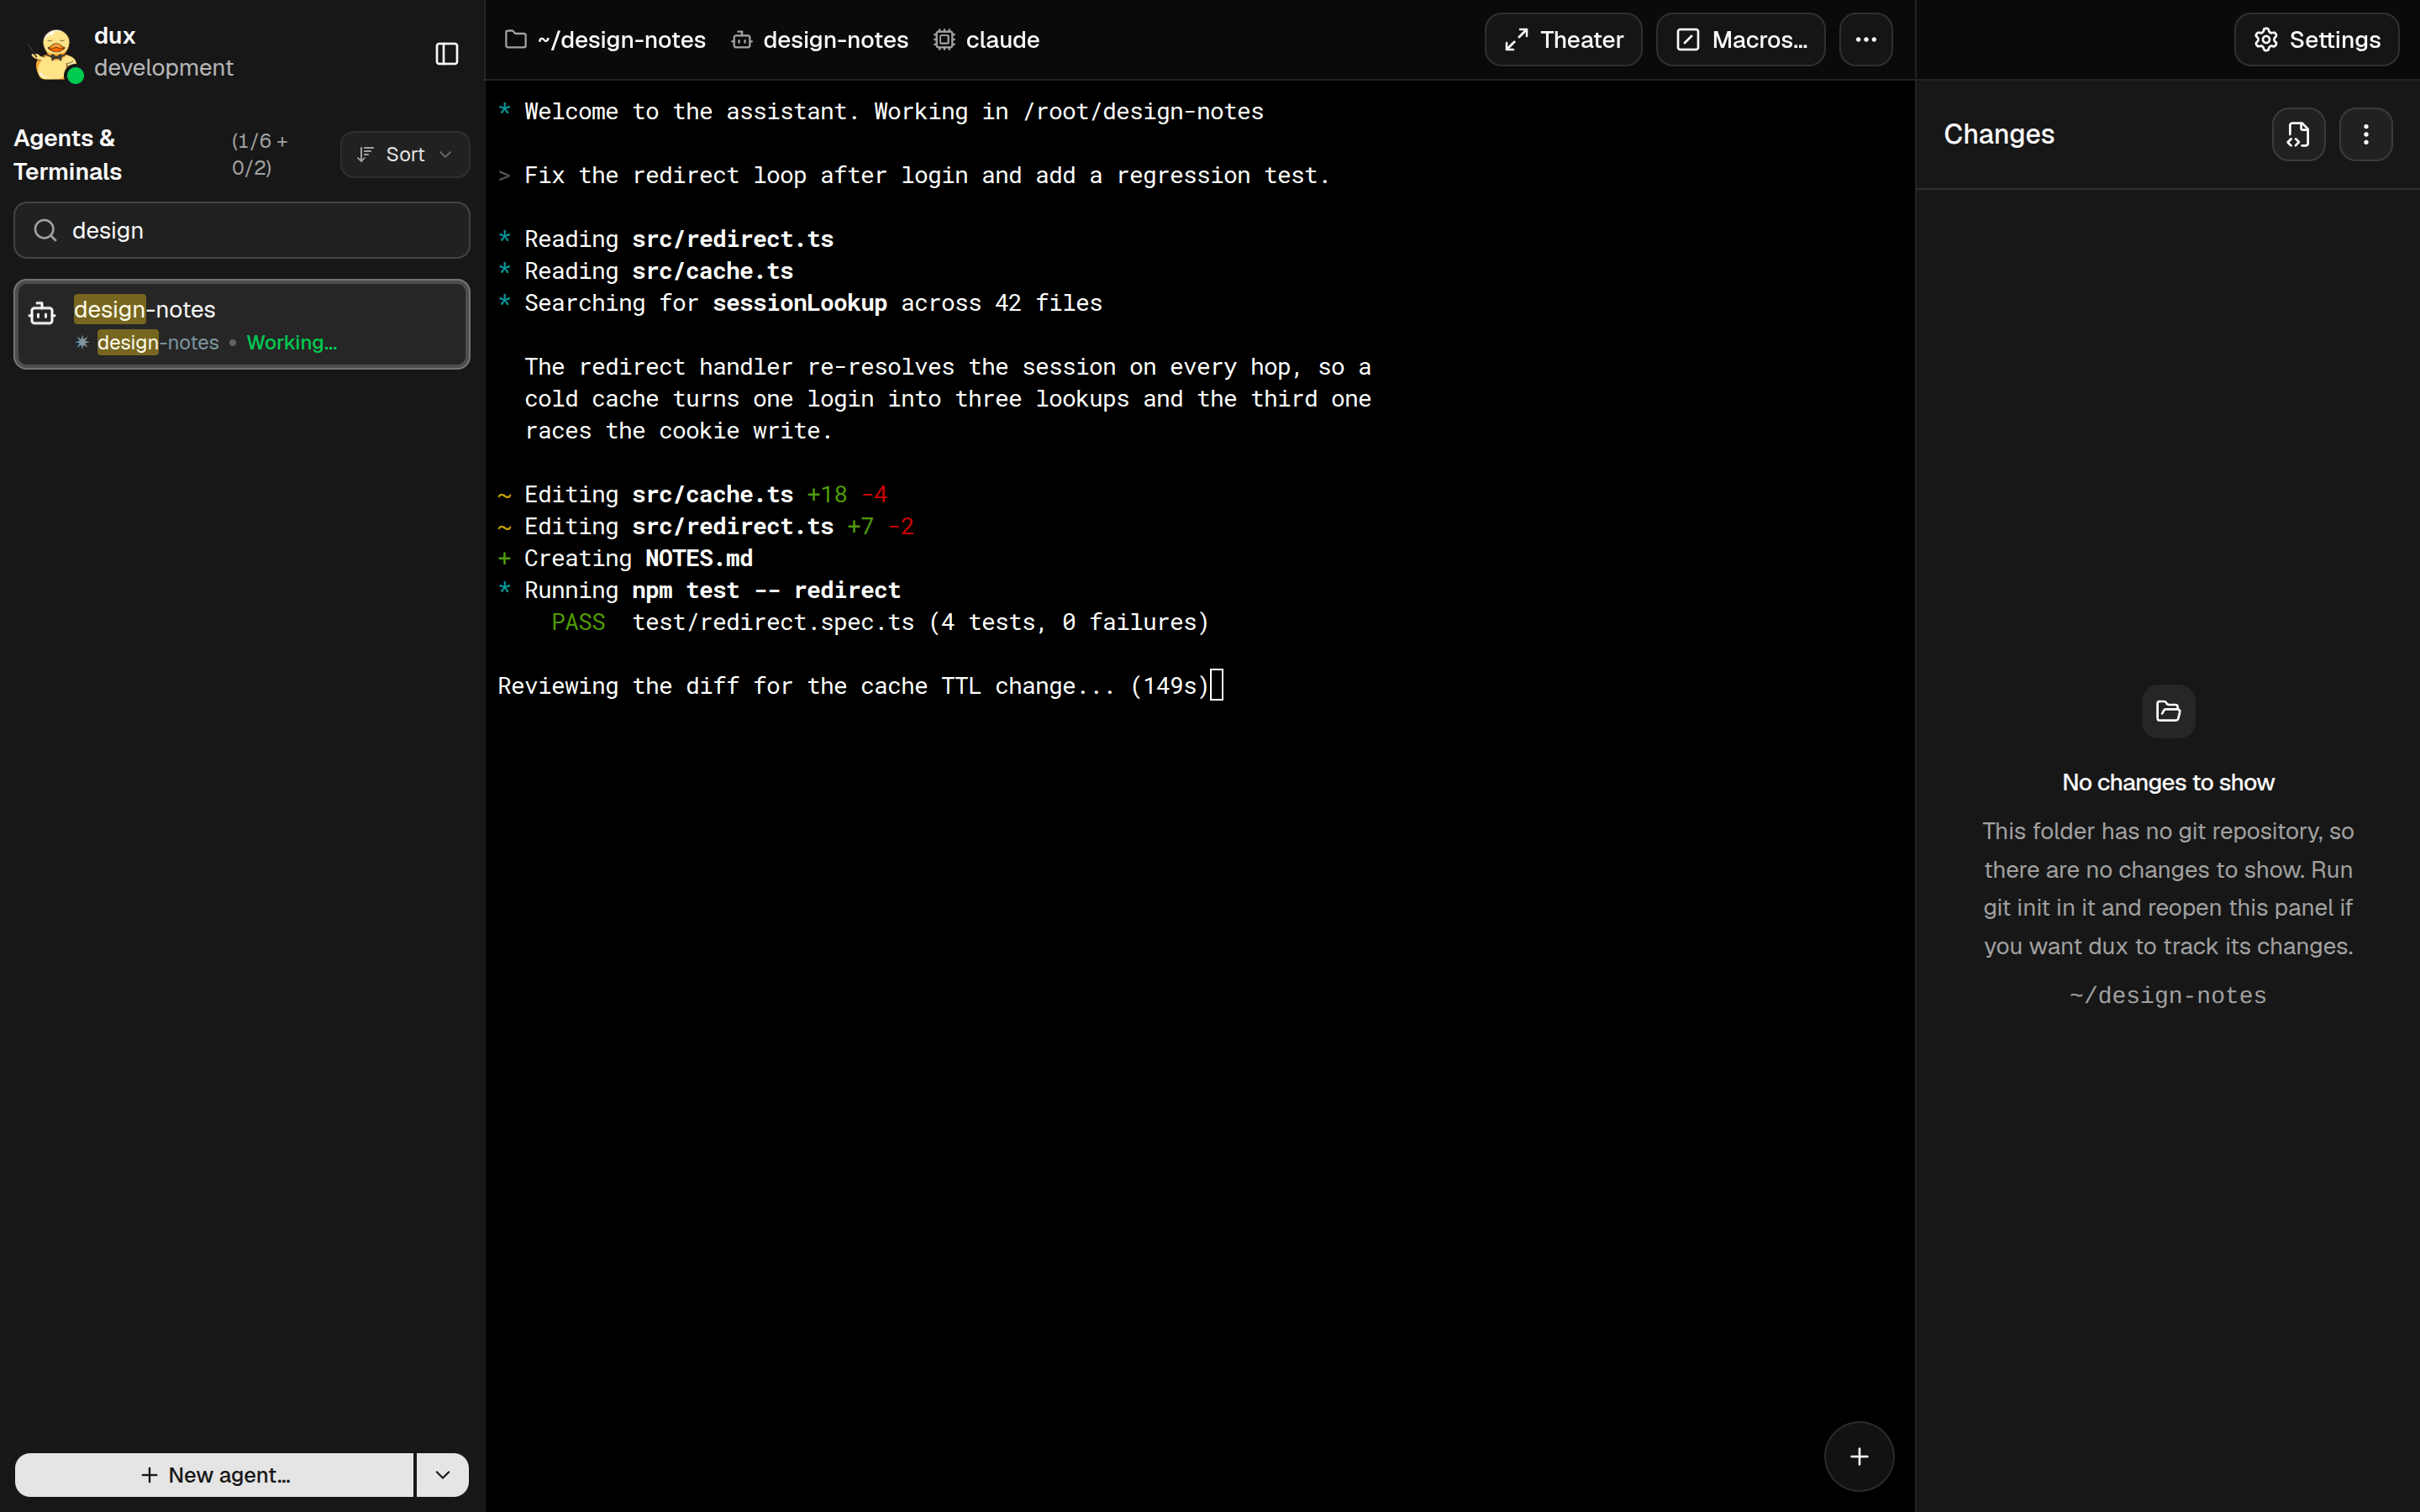 dux
development
Agents & Terminals
(1/6 + 0/2)
Sort
design
design-notes
design-notes • Working...
New agent...
~/design-notes design-notes claude
Theater
Macros...
Settings
* Welcome to the assistant. Working in /root/design-notes
> Fix the redirect loop after login and add a regression test.
* Reading src/redirect.ts
* Reading src/cache.ts
* Searching for sessionLookup across 42 files
The redirect handler re-resolves the session on every hop, so a
cold cache turns one login into three lookups and the third one
races the cookie write.
~ Editing src/cache.ts +18 -4
~ Editing src/redirect.ts +7 -2
+ Creating NOTES.md
* Running npm test -- redirect
PASS  test/redirect.spec.ts (4 tests, 0 failures)
Reviewing the diff for the cache TTL change... (149s)
Changes
No changes to show
This folder has no git repository, so
there are no changes to show. Run
git init in it and reopen this panel if
you want dux to track its changes.
~/design-notes